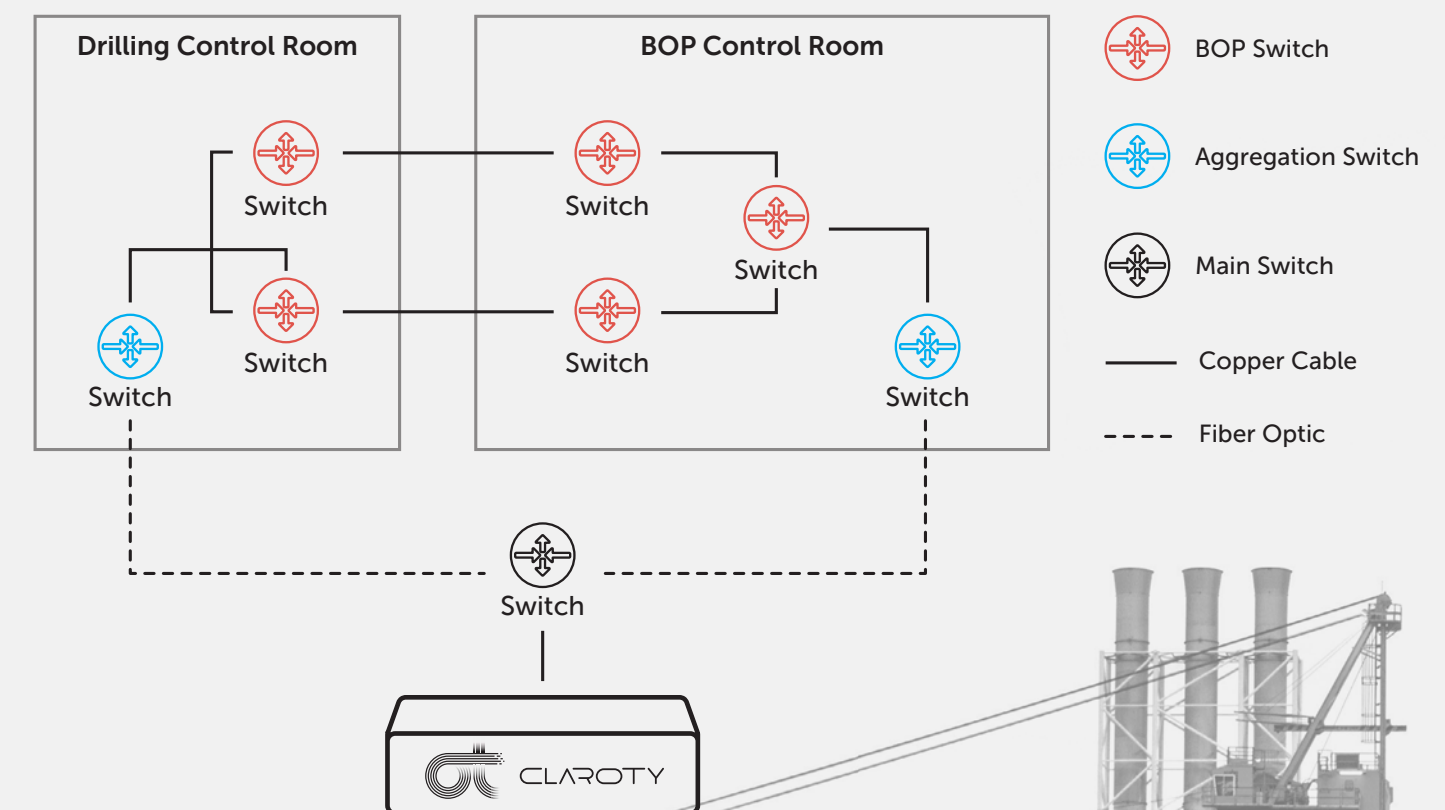 Drilling Control Room
BOP Control Room
Switch
Switch
Switch
Switch
Switch
Switch
Switch
Switch
CLAROTY
BOP Switch
Aggregation Switch
Main Switch
Copper Cable
Fiber Optic